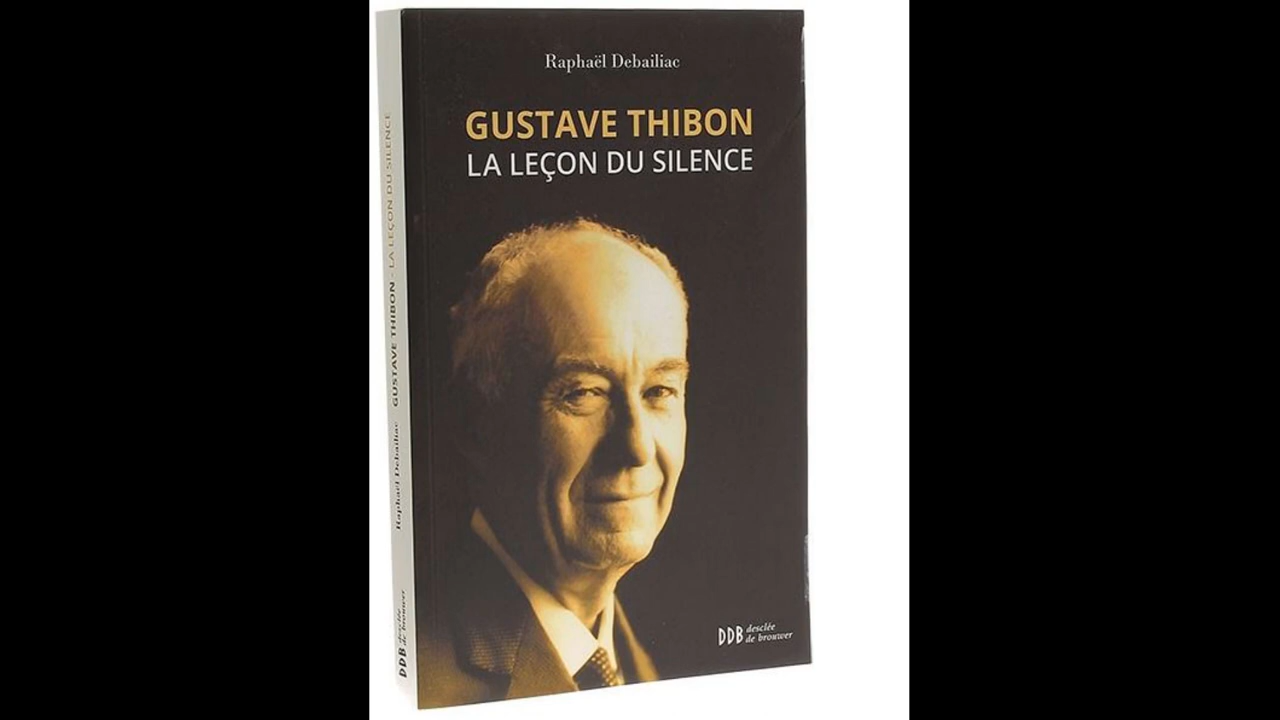 Raphaël Debailiac
GUSTAVE THIBON
LA LEÇON DU SILENCE
DDB desclée
de brouwer
Raphaël Debailiac GUSTAVE THIBON - LA LEÇON DU SILENCE
DDB desclée
de brouwer